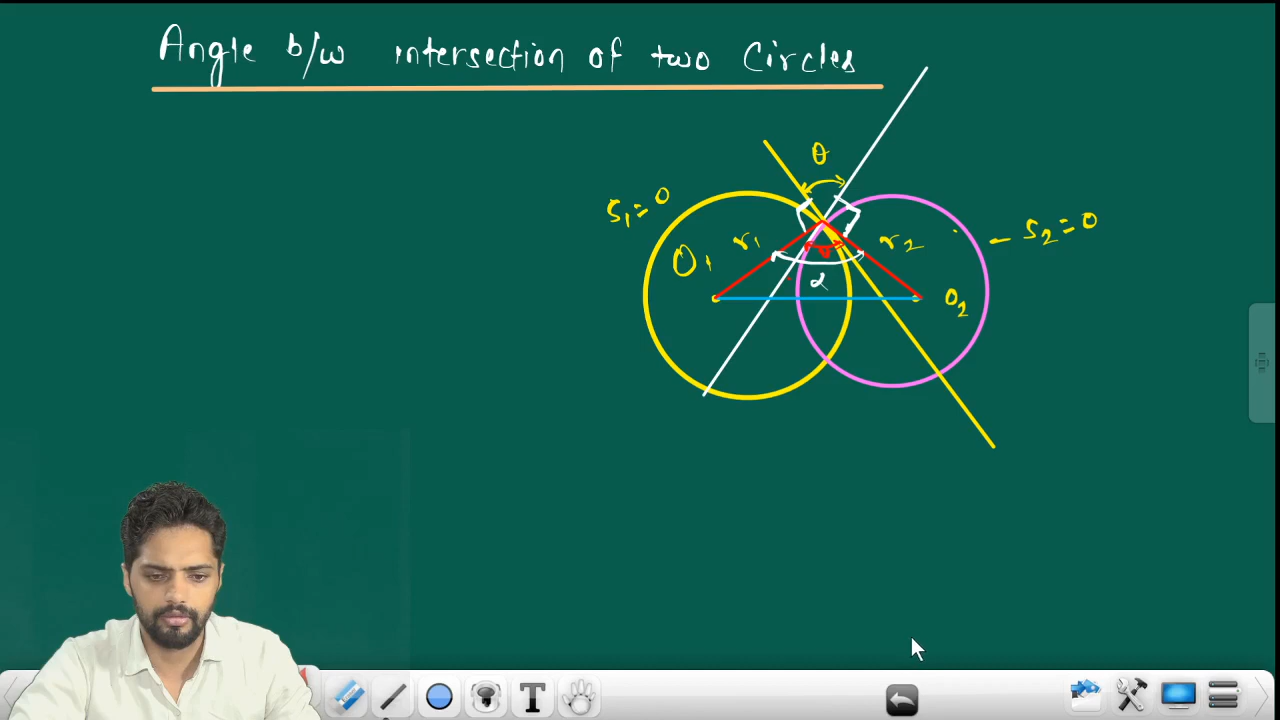 Angle b/w intersection of two Circles
θ
S₁=0
S₂=0
O₁
r₁
r₂
α
O₂
T